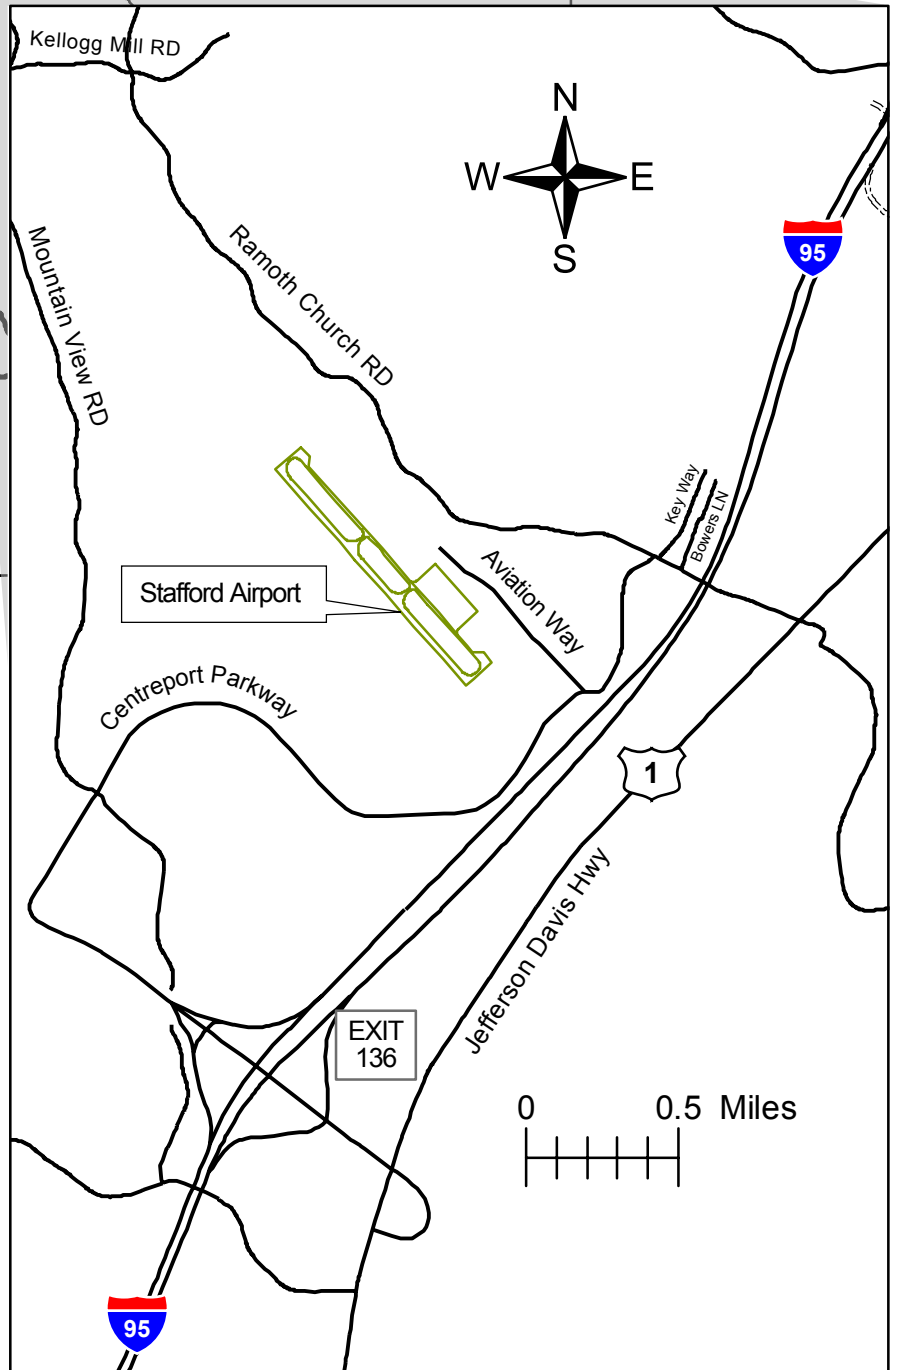 Kellogg Mill RD
N
W
E
S
95
Ramoth Church RD
Mountain View RD
Key Way
Bowers LN
Aviation Way
Stafford Airport
Centreport Parkway
1
Jefferson Davis Hwy
EXIT
136
0 0.5 Miles
95